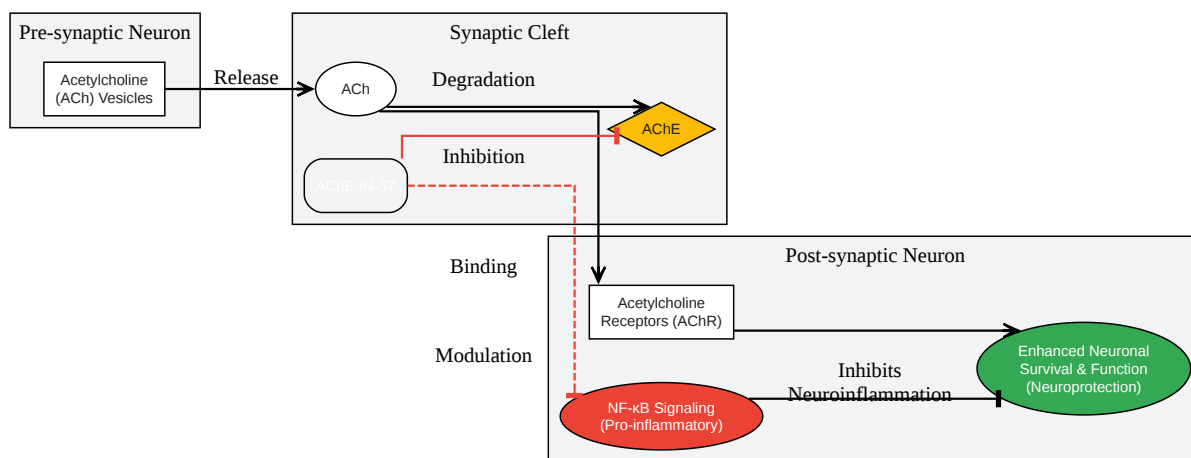 Pre-synaptic Neuron
Acetylcholine
(ACh) Vesicles
Release
Synaptic Cleft
ACh
Degradation
AChE
Inhibition
AChE-IN-37
Binding
Modulation
Post-synaptic Neuron
Acetylcholine
Receptors (AChR)
Enhanced Neuronal
Survival & Function
(Neuroprotection)
Inhibits
Neuroinflammation
NF-κB Signaling
(Pro-inflammatory)